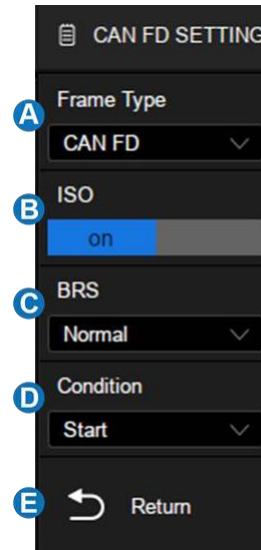 CAN FD SETTING
A
Frame Type
CAN FD
B
ISO
on
C
BRS
Normal
D
Condition
Start
E
Return